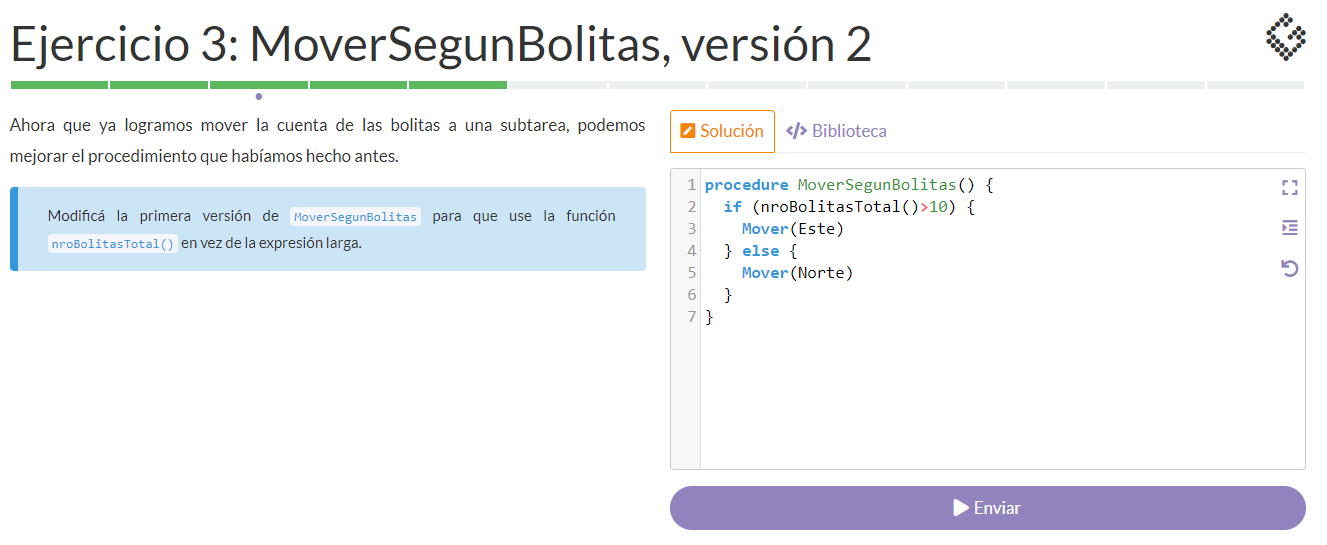 Ejercicio 3: MoverSegunBolitas, versión 2
Ahora que ya logramos mover la cuenta de las bolitas a una subtarea, podemos
mejorar el procedimiento que habíamos hecho antes.
Modificá la primera versión de MoverSegunBolitas para que use la función
nroBolitasTotal() en vez de la expresión larga.
Solución
</> Biblioteca
1 procedure MoverSegunBolitas() {
2   if (nroBolitasTotal()>10) {
3     Mover(Este)
4   } else {
5     Mover(Norte)
6   }
7 }
Enviar